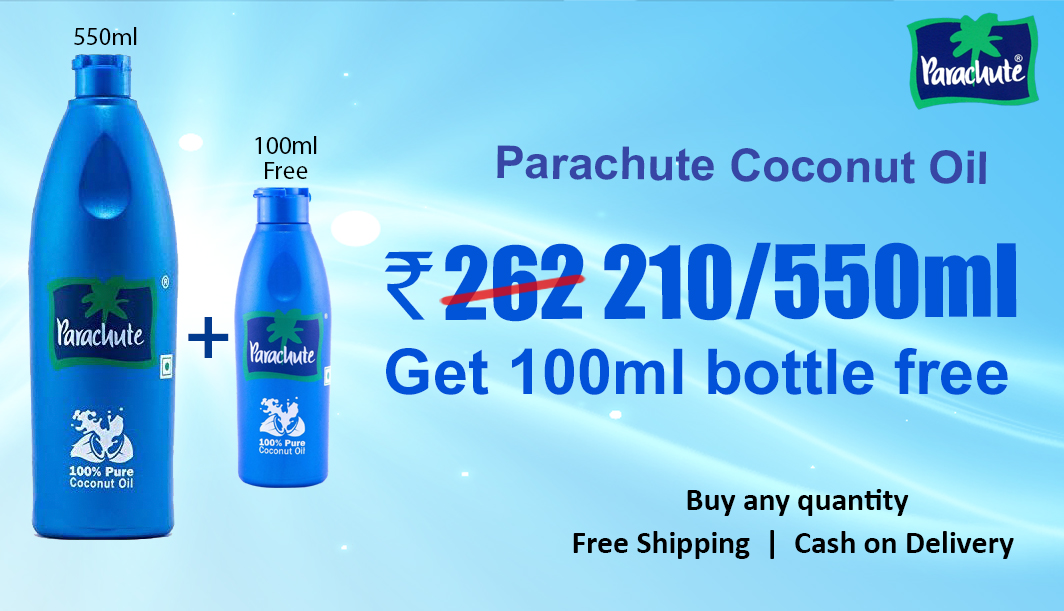 550ml
100ml
Free
Parachute®
Parachute Coconut Oil
₹ 262 210/550ml
Get 100ml bottle free
Parachute
®
100% Pure
Coconut Oil
+
Parachute
100% Pure
Coconut Oil
Buy any quantity
Free Shipping | Cash on Delivery